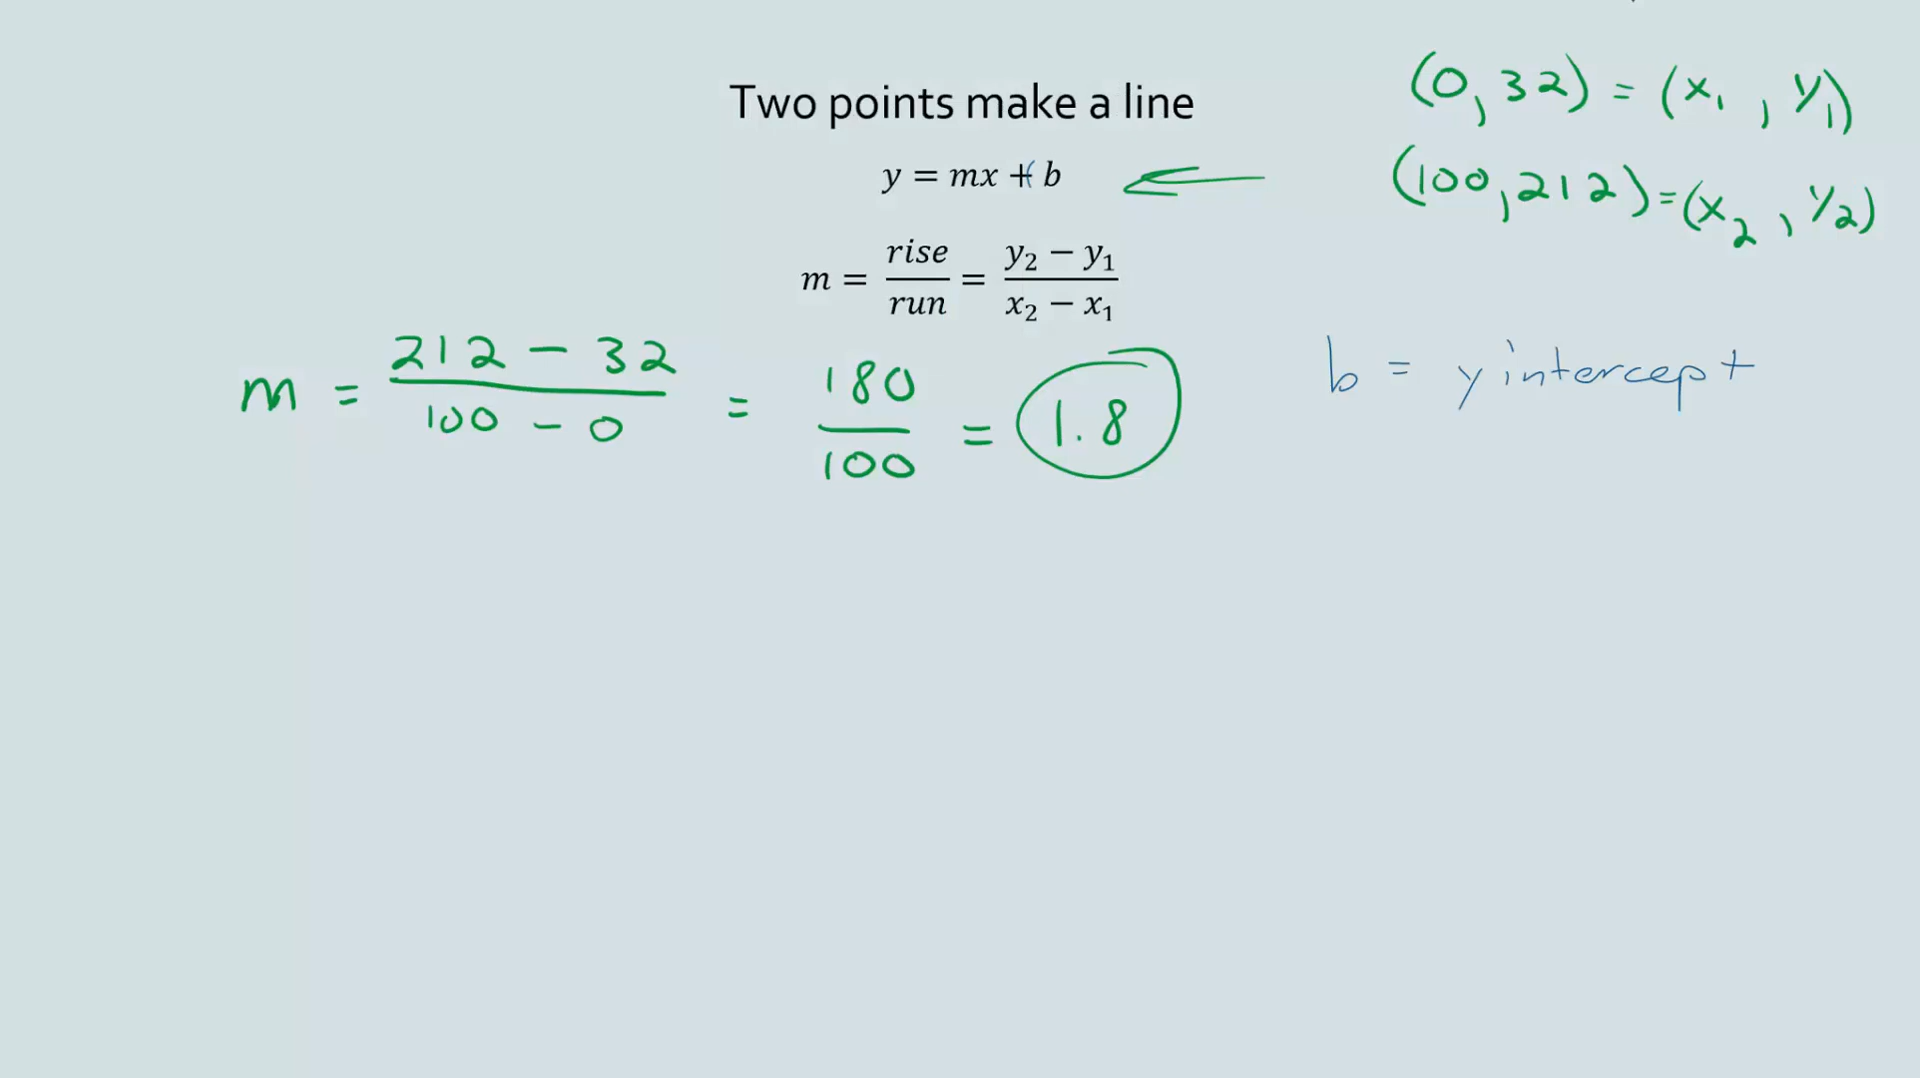 Two points make a line
(0, 32) = (x₁, y₁)
y = mx + b
(100, 212) = (x₂, y₂)
m = rise/run = (y₂ − y₁)/(x₂ − x₁)
m = (212 − 32)/(100 − 0) = 180/100 = 1.8
b = y intercept